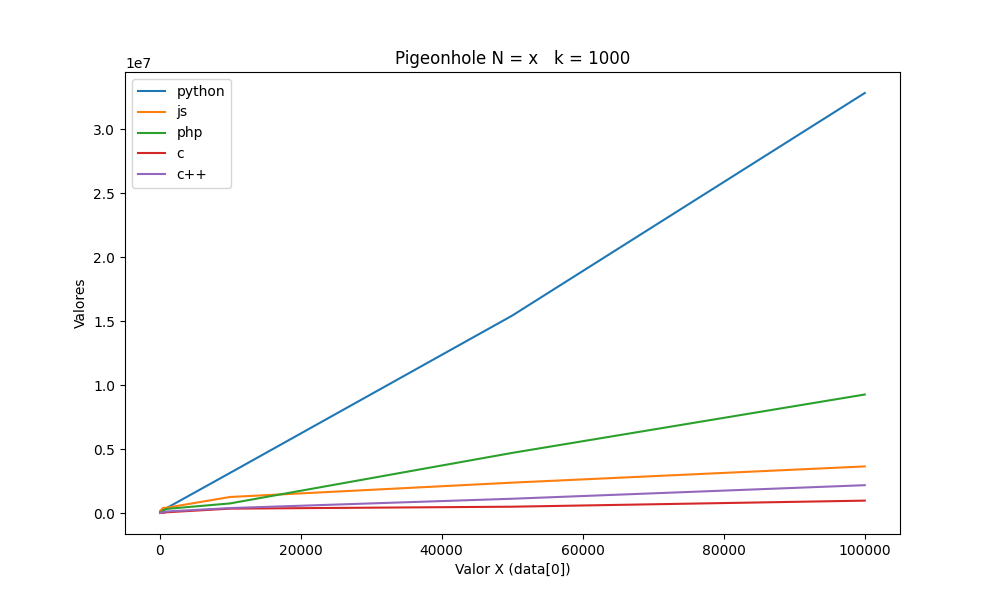 Pigeonhole N = x   k = 1000
1e7
python
js
php
c
c++
Valores
3.0
2.5
2.0
1.5
1.0
0.5
0.0
0 20000 40000 60000 80000 100000
Valor X (data[0])